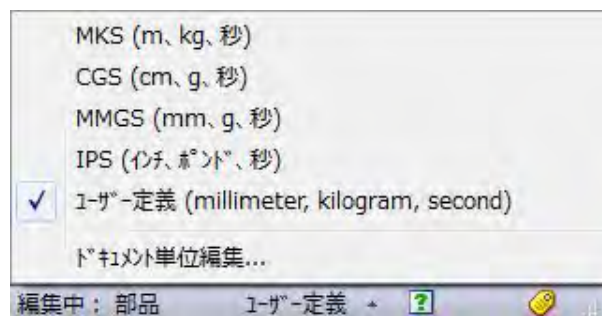 MKS (m、kg、秒)
CGS (cm、g、秒)
MMGS (mm、g、秒)
IPS (ｲﾝﾁ、ﾎﾟﾝﾄﾞ、秒)
ﾕｰｻﾞｰ定義 (millimeter, kilogram, second)
ﾄﾞｷｭﾒﾝﾄ単位編集...
編集中： 部品 ﾕｰｻﾞｰ定義